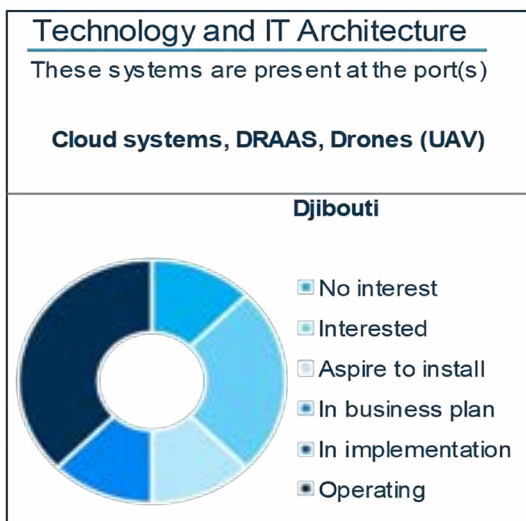 Technology and IT Architecture
These systems are present at the port(s)
Cloud systems, DRAAS, Drones (UAV)
Djibouti
No interest
Interested
Aspire to install
In business plan
In implementation
Operating